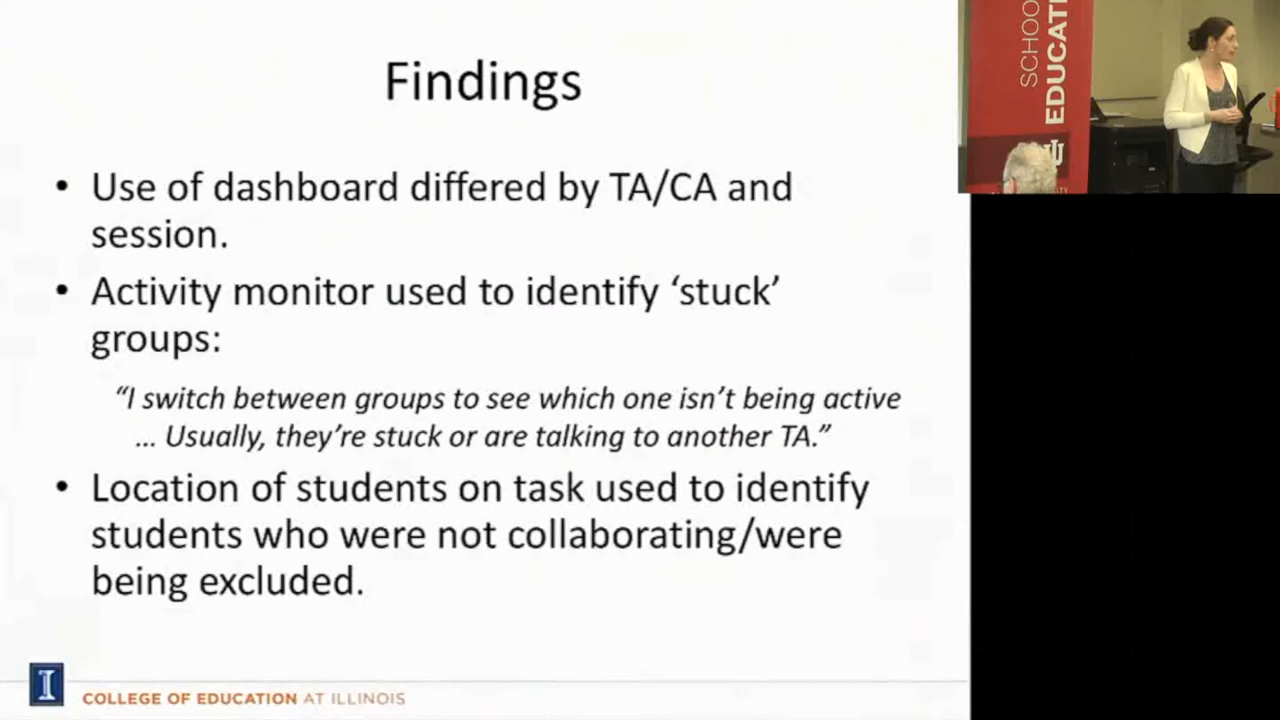 Findings
• Use of dashboard differed by TA/CA and
session.
• Activity monitor used to identify ‘stuck’
groups:
“I switch between groups to see which one isn’t being active
... Usually, they’re stuck or are talking to another TA.”
• Location of students on task used to identify
students who were not collaborating/were
being excluded.
I
COLLEGE OF EDUCATION AT ILLINOIS
SCHOO
EDUCATI